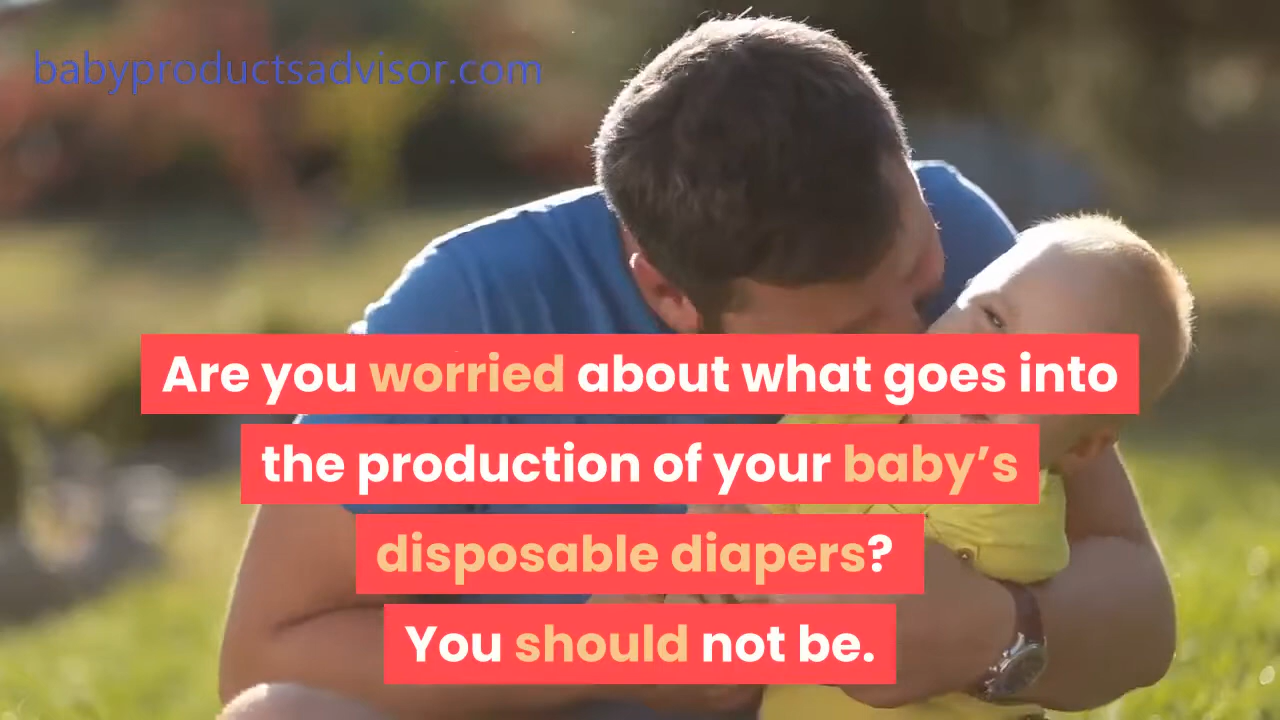 babyproductsadvisor.com
Are you worried about what goes into
the production of your baby’s
disposable diapers?
You should not be.